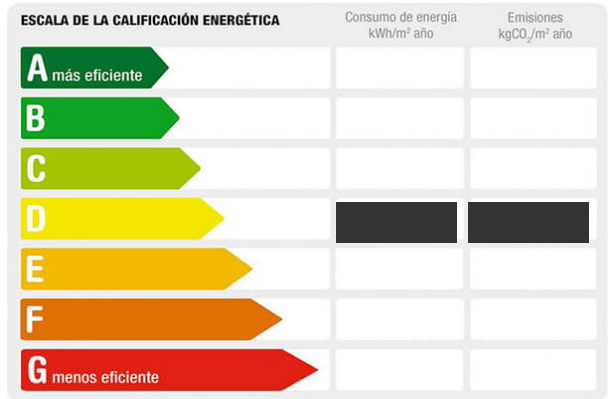 ESCALA DE LA CALIFICACIÓN ENERGÉTICA
Consumo de energía
kWh/m² año
Emisiones
kgCO₂/m² año
A más eficiente
B
C
D
E
F
G menos eficiente